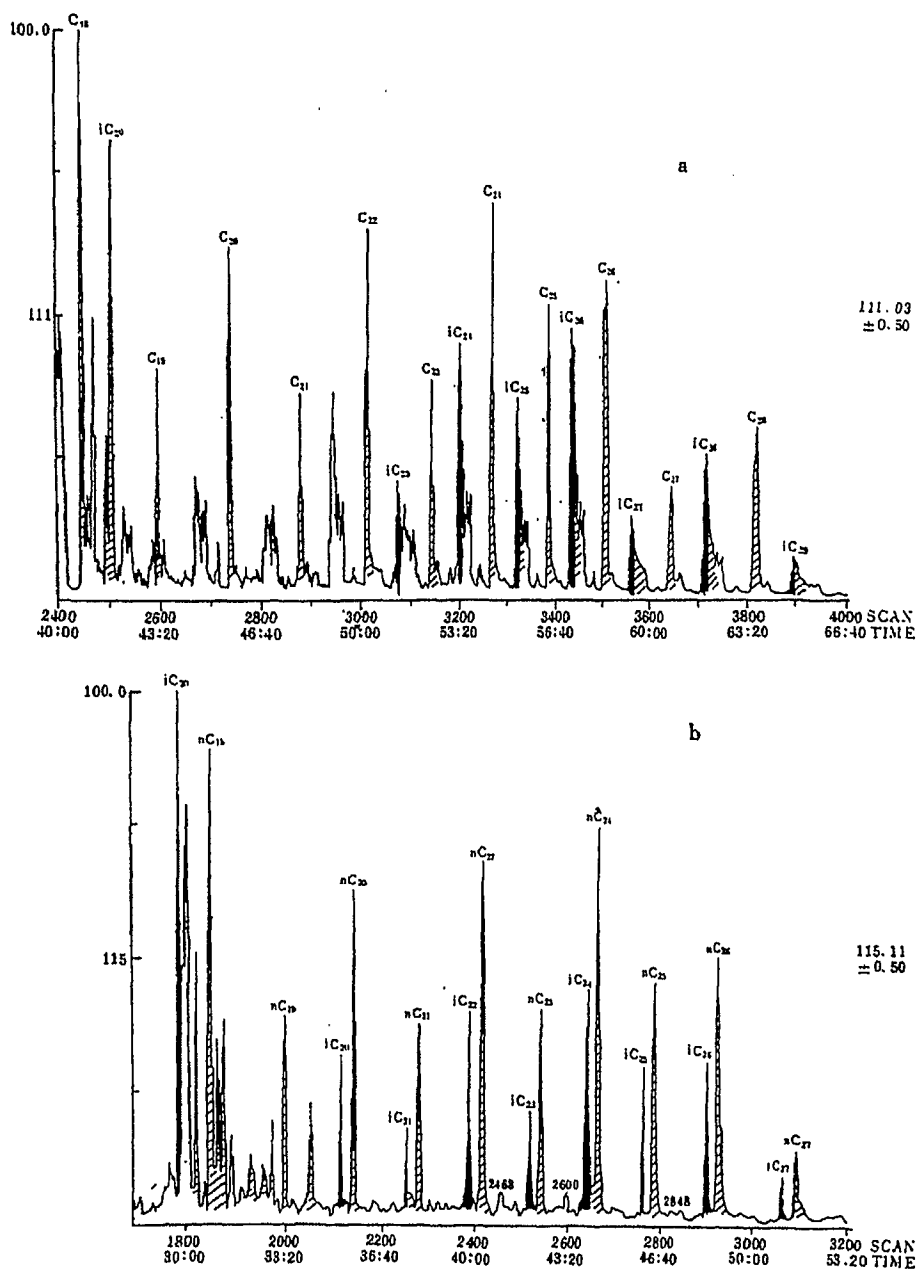 C₁₈
100.0
iC₂₀
a
C₂₄
C₂₂
C₂₀
C₂₆
C₂₅
iC₂₆
111
111.03
±0.50
iC₂₄
C₁₉
C₂₃
C₂₁
iC₂₅
C₂₈
iC₂₈
iC₂₃
C₂₇
iC₂₇
iC₂₉
2400 2600 2800 3000 3200 3600 3800 4000 SCAN
40:00 43:20 46:40 50:00 53:20 56:40 60:00 63:20 66:40 TIME
iC₂₀
100.0
b
nC₁₈
nC₂₄
nC₂₂
nC₂₀
nC₂₆
115
115.11
±0.50
nC₂₅
iC₂₄
nC₁₉
nC₂₁
iC₂₂
nC₂₃
iC₂₀
iC₂₅
iC₂₆
iC₂₃
iC₂₁
nC₂₇
iC₂₇
2468
2600
2848
1800 2000 2200 2400 2600 2800 3000 3200 SCAN
30:00 33:20 36:40 40:00 43:20 46:40 50:00 53.20 TIME